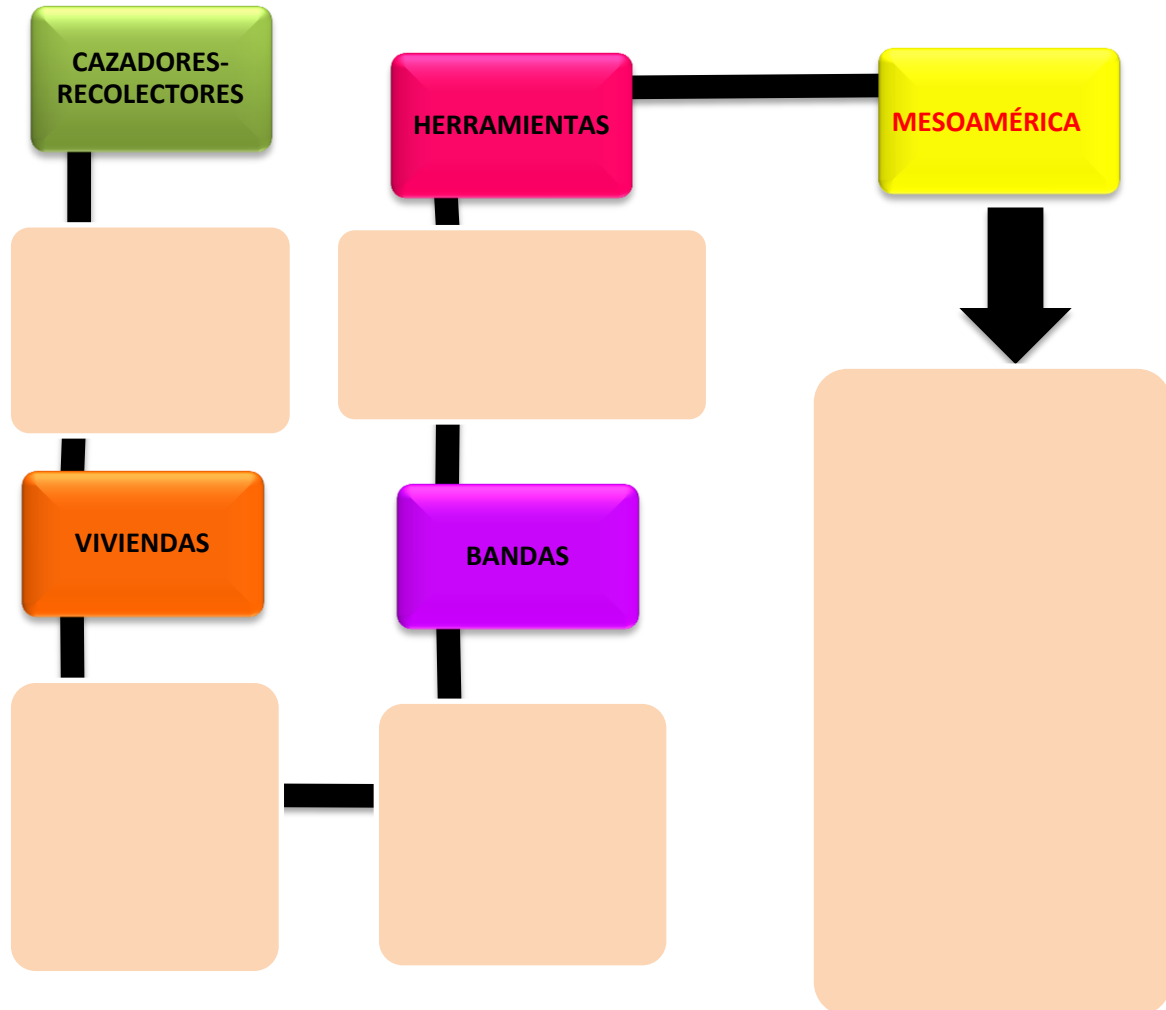 CAZADORES-
RECOLECTORES
HERRAMIENTAS
MESOAMÉRICA
VIVIENDAS
BANDAS